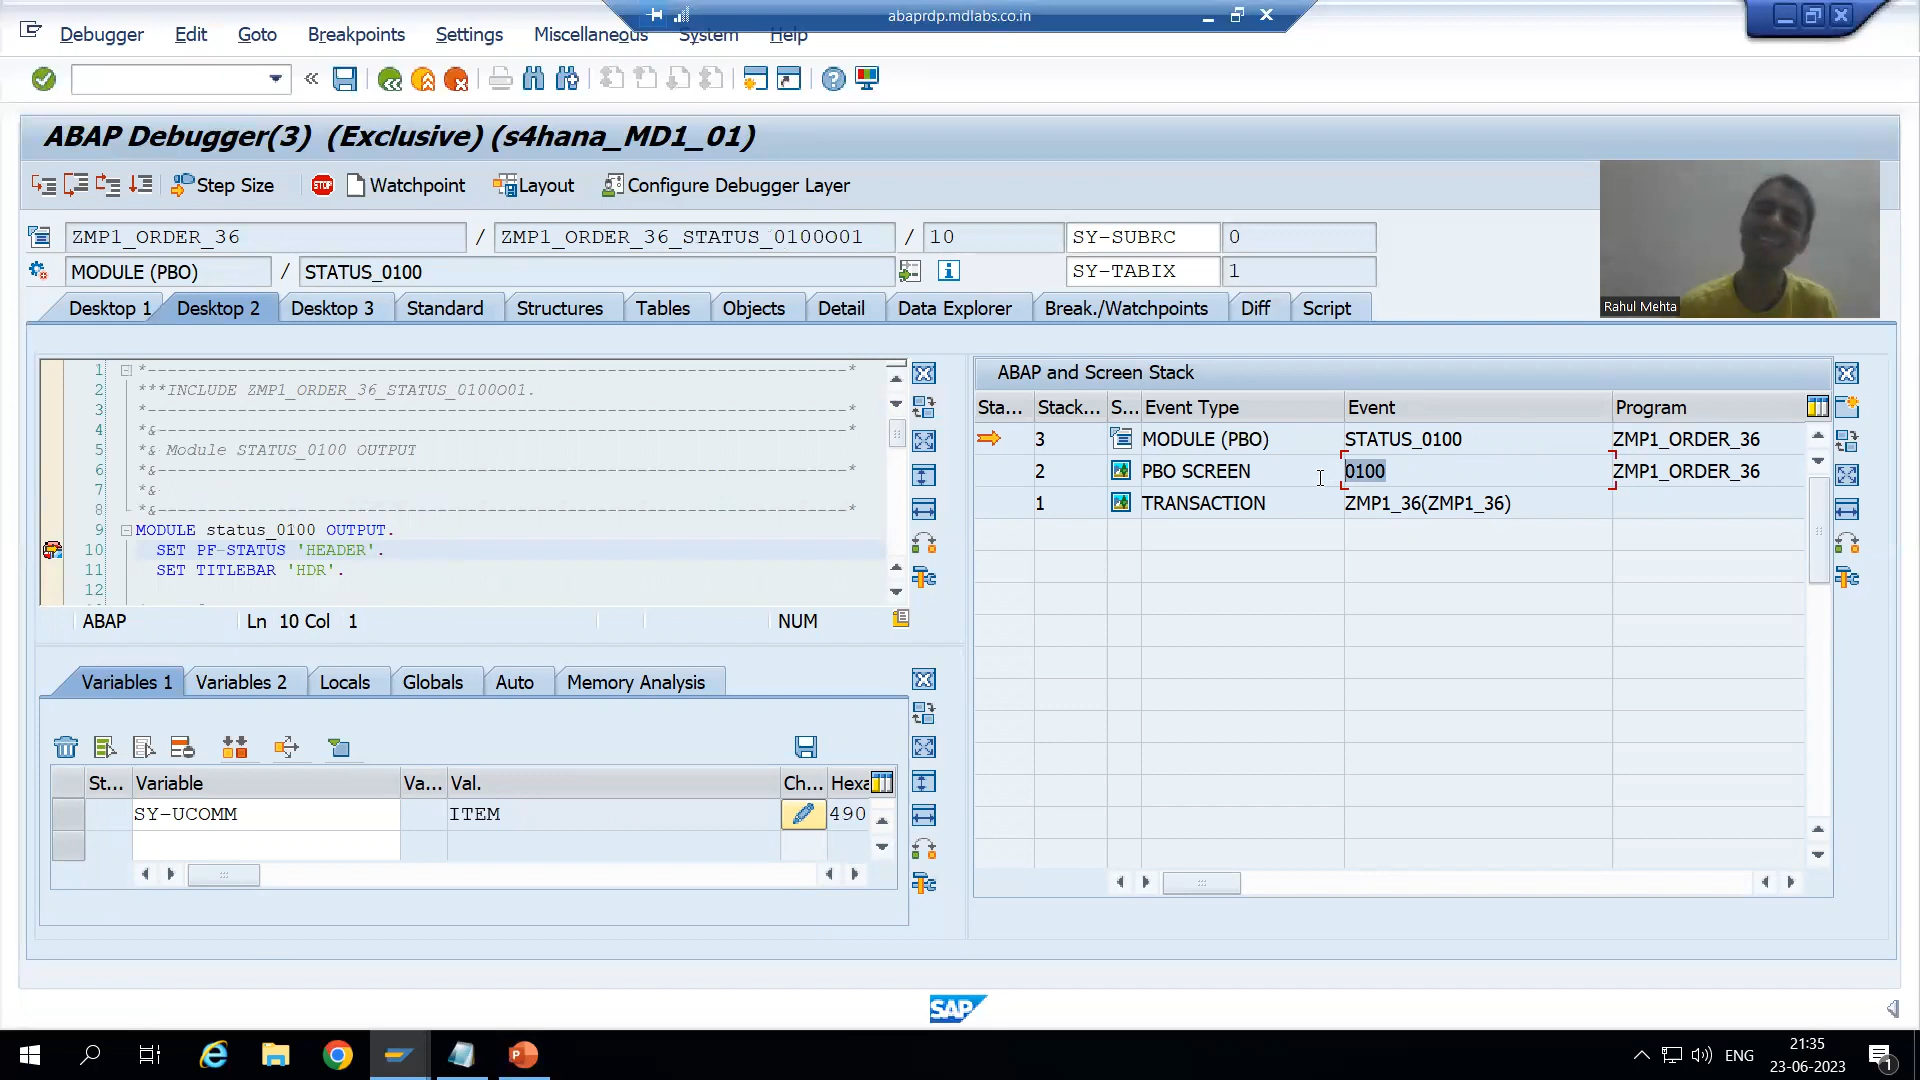 abaprdp.mdlabs.co.in
Debugger Edit Goto Breakpoints Settings Miscellaneous System Help
ABAP Debugger(3) (Exclusive) (s4hana_MD1_01)
Step Size STOP Watchpoint Layout Configure Debugger Layer
ZMP1_ORDER_36 / ZMP1_ORDER_36_STATUS_0100O01 / 10 SY-SUBRC 0
MODULE (PBO) / STATUS_0100 SY-TABIX 1
Rahul Mehta
Desktop 1 Desktop 2 Desktop 3 Standard Structures Tables Objects Detail Data Explorer Break./Watchpoints Diff Script
1 *----------------------------------------------------------------------*
2 ***INCLUDE ZMP1_ORDER_36_STATUS_0100O01.
3 *----------------------------------------------------------------------*
4 *&---------------------------------------------------------------------*
5 *& Module STATUS_0100 OUTPUT
6 *&---------------------------------------------------------------------*
7 *&
8 *&---------------------------------------------------------------------*
9 MODULE status_0100 OUTPUT.
10 SET PF-STATUS 'HEADER'.
11 SET TITLEBAR 'HDR'.
12
ABAP Ln 10 Col 1 NUM
ABAP and Screen Stack
Sta... Stack... S... Event Type Event Program
3 MODULE (PBO) STATUS_0100 ZMP1_ORDER_36
2 PBO SCREEN 0100 ZMP1_ORDER_36
1 TRANSACTION ZMP1_36(ZMP1_36)
Variables 1 Variables 2 Locals Globals Auto Memory Analysis
St... Variable Va... Val. Ch... Hexa
SY-UCOMM ITEM 490
SAP
ENG
21:35
23-06-2023
1